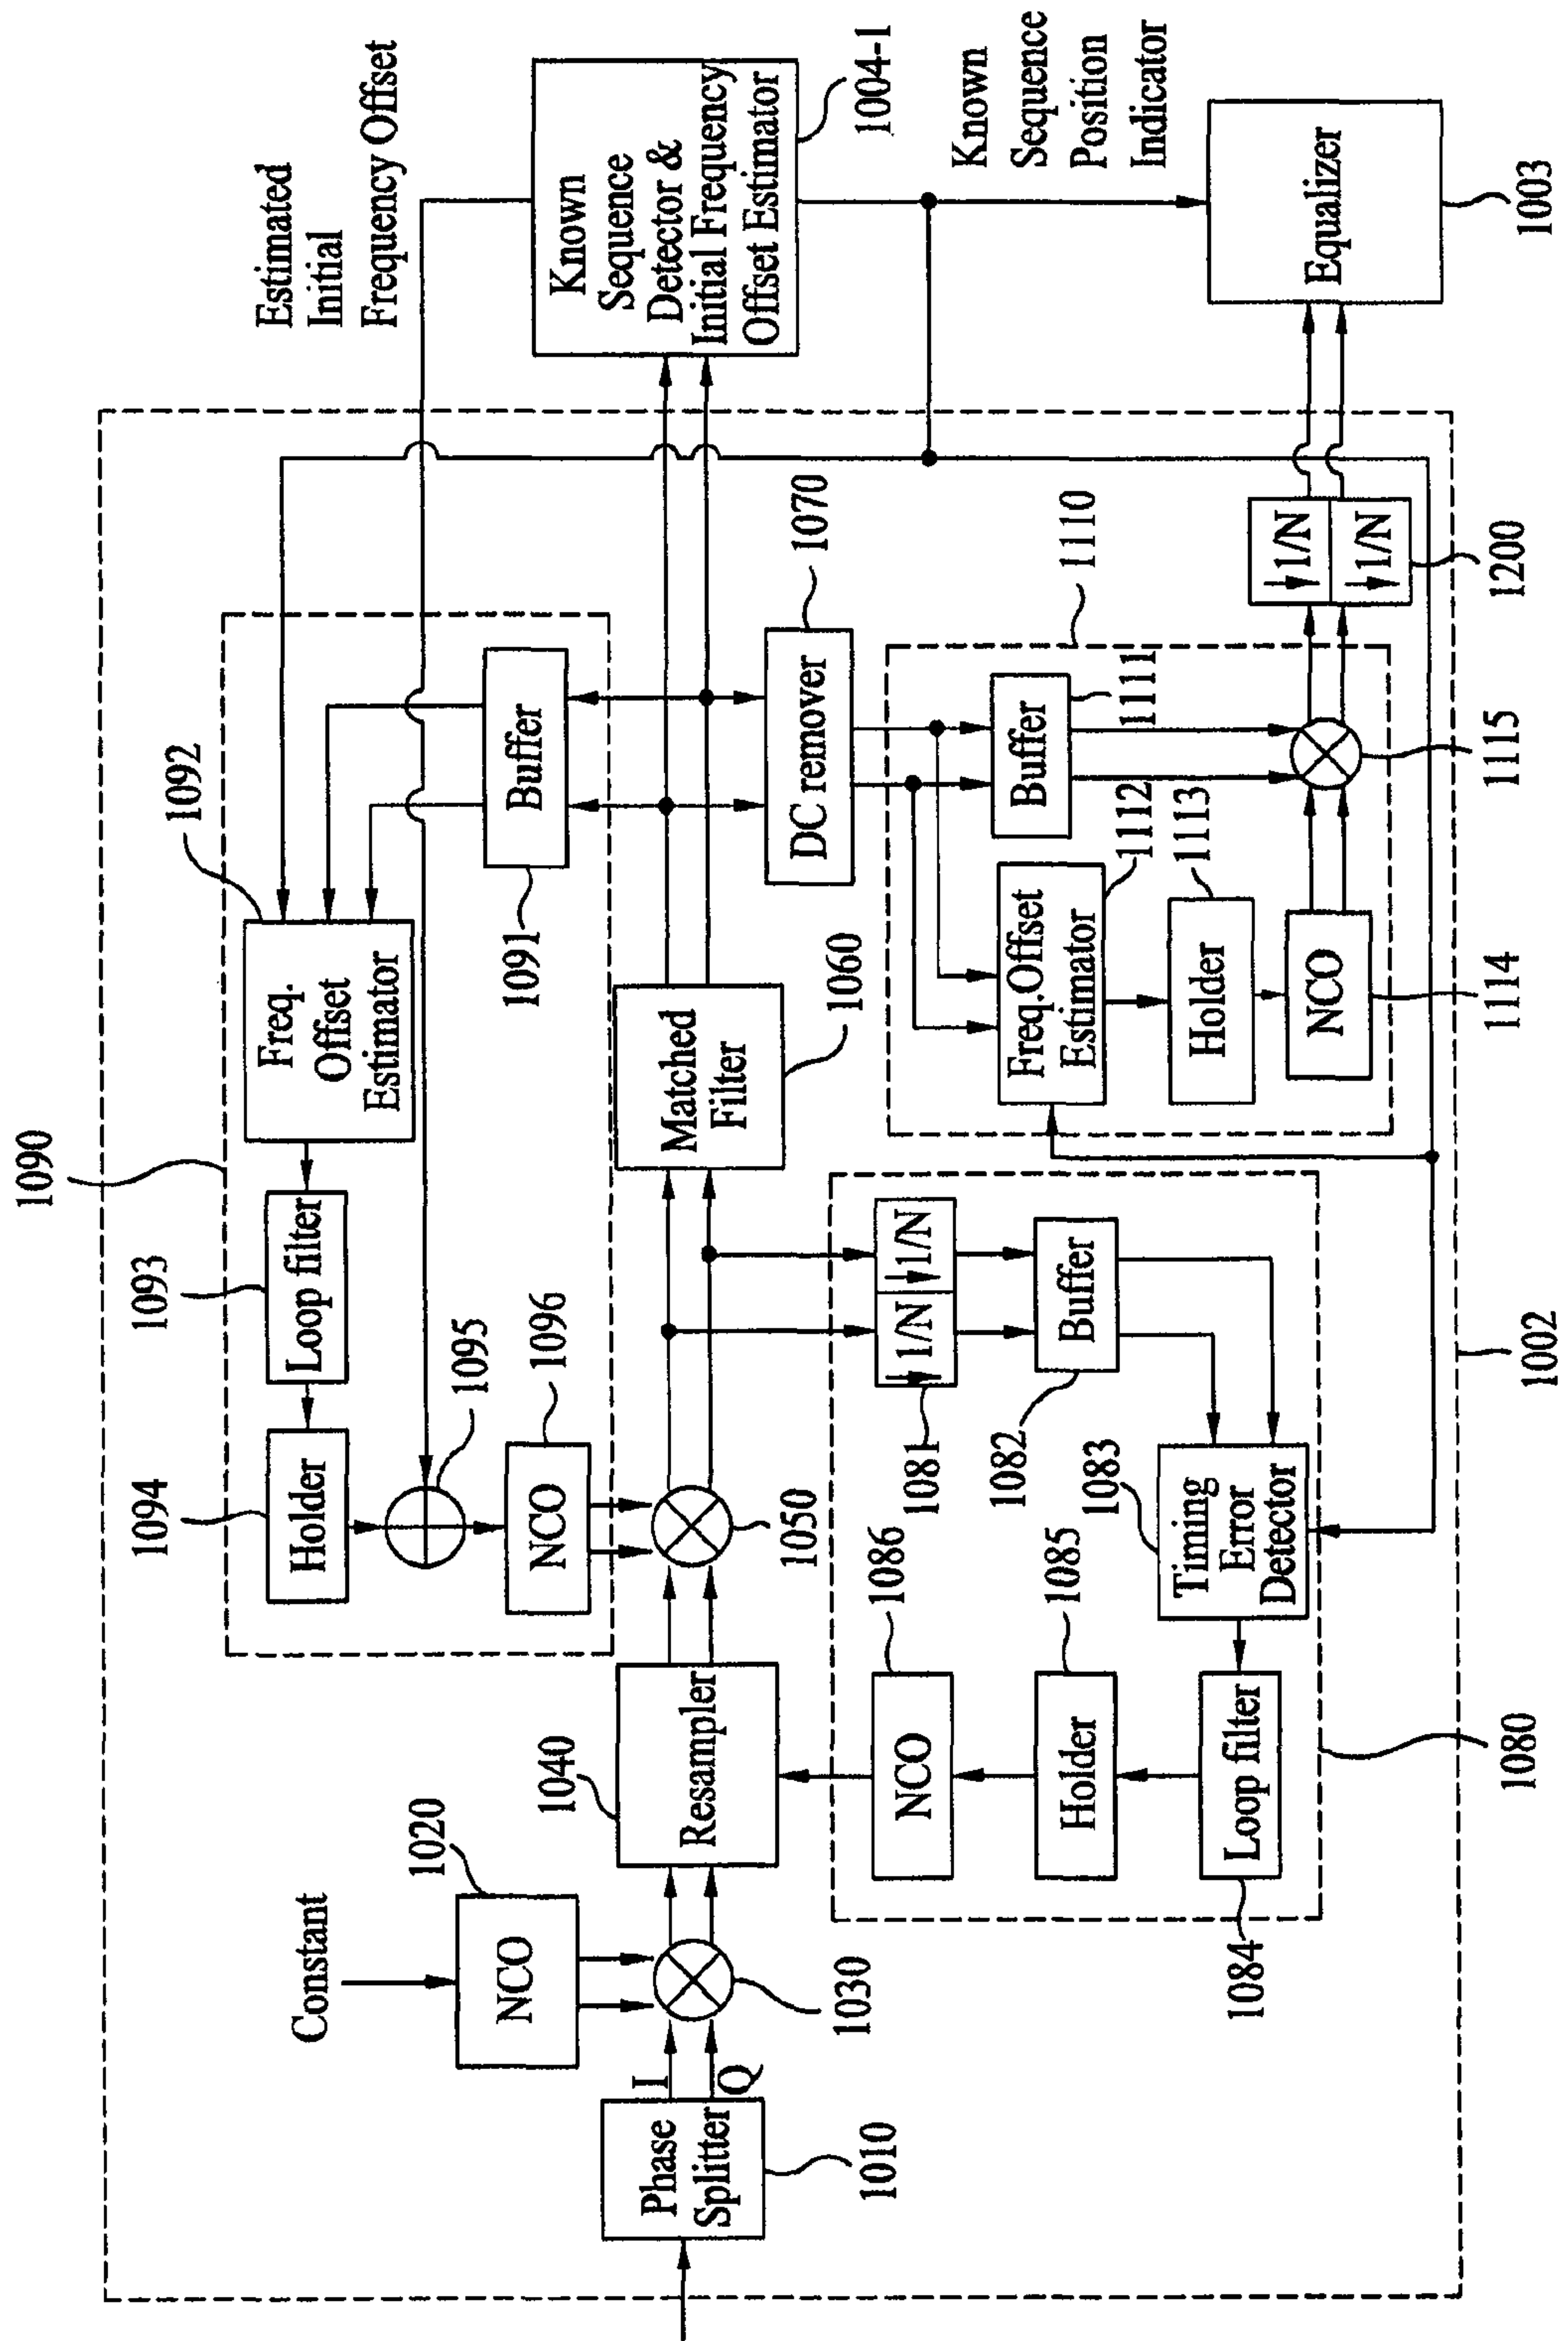 1090
1092
Freq.
Offset
Estimator
1093
Loop filter
1094
Holder
1095
NCO
1096
Buffer
1091
Estimated
Initial
Frequency Offset
Known
Sequence
Detector &
Initial Frequency
Offset Estimator
1004-1
Known
Sequence
Position
Indicator
Constant
1020
NCO
Phase
Splitter
1010
I
Q
1030
1040
Resampler
1050
Matched
Filter
1060
DC remover
1070
1110
Buffer
1111
Freq.Offset
Estimator
1112
Holder
1113
NCO
1114
1115
1/N
1/N
1200
Equalizer
1003
1/N
1/N
1081
Buffer
1082
1083
Timing
Error
Detector
Loop filter
1084
Holder
1085
NCO
1086
1080
1002